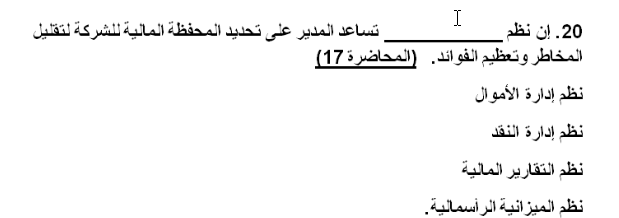 20. إن نظم ____________ تساعد المدير على تحديد المحفظة المالية للشركة لتقليل
المخاطر وتعظيم الفوائد. (المحاضرة 17)
نظم إدارة الأموال
نظم إدارة النقد
نظم التقارير المالية
نظم الميزانية الرأسمالية.